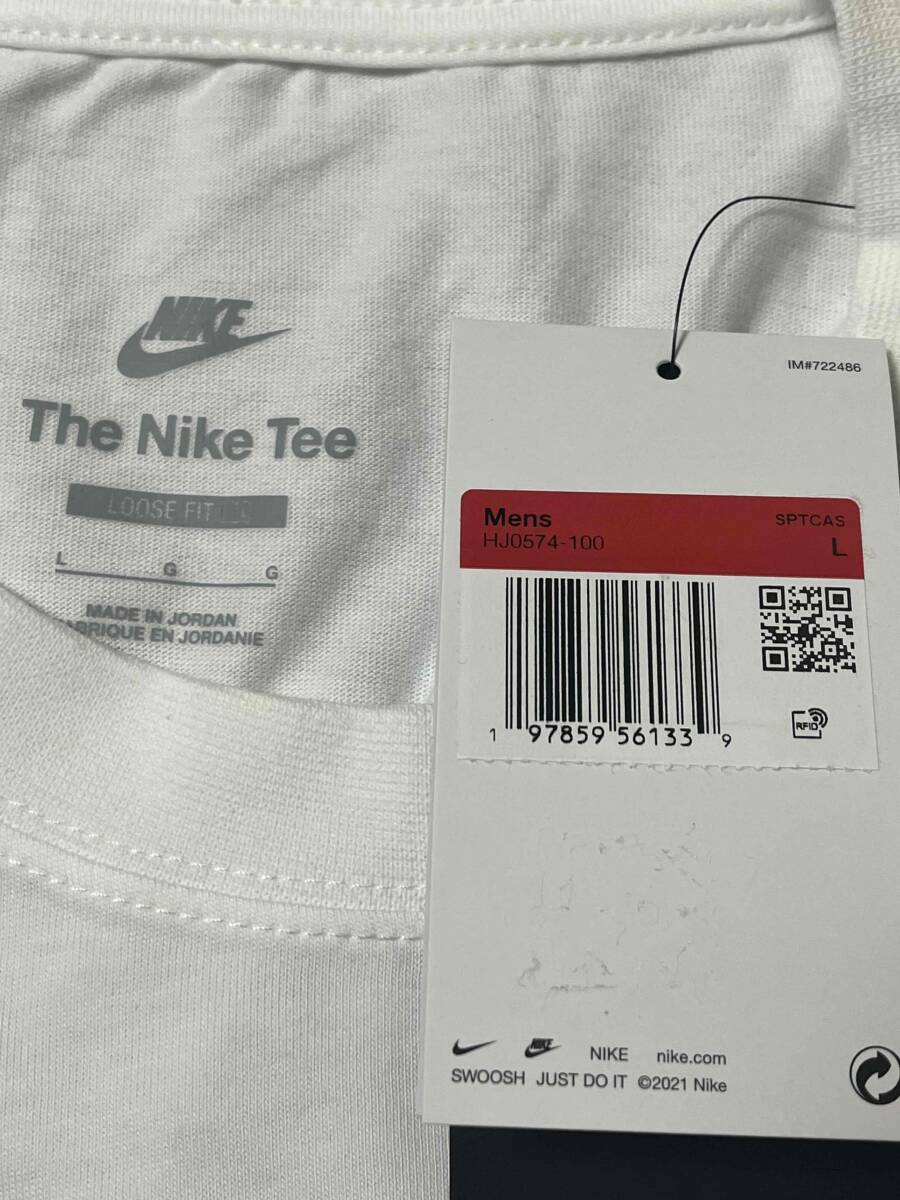 NIKE
The Nike Tee
LOOSE FIT
L G G
MADE IN JORDAN
FABRIQUE EN JORDANIE
IM#722486
Mens SPTCAS
HJ0574-100 L
1 97859 56133 9
RFID
NIKE NIKE nike.com
SWOOSH JUST DO IT ©2021 Nike